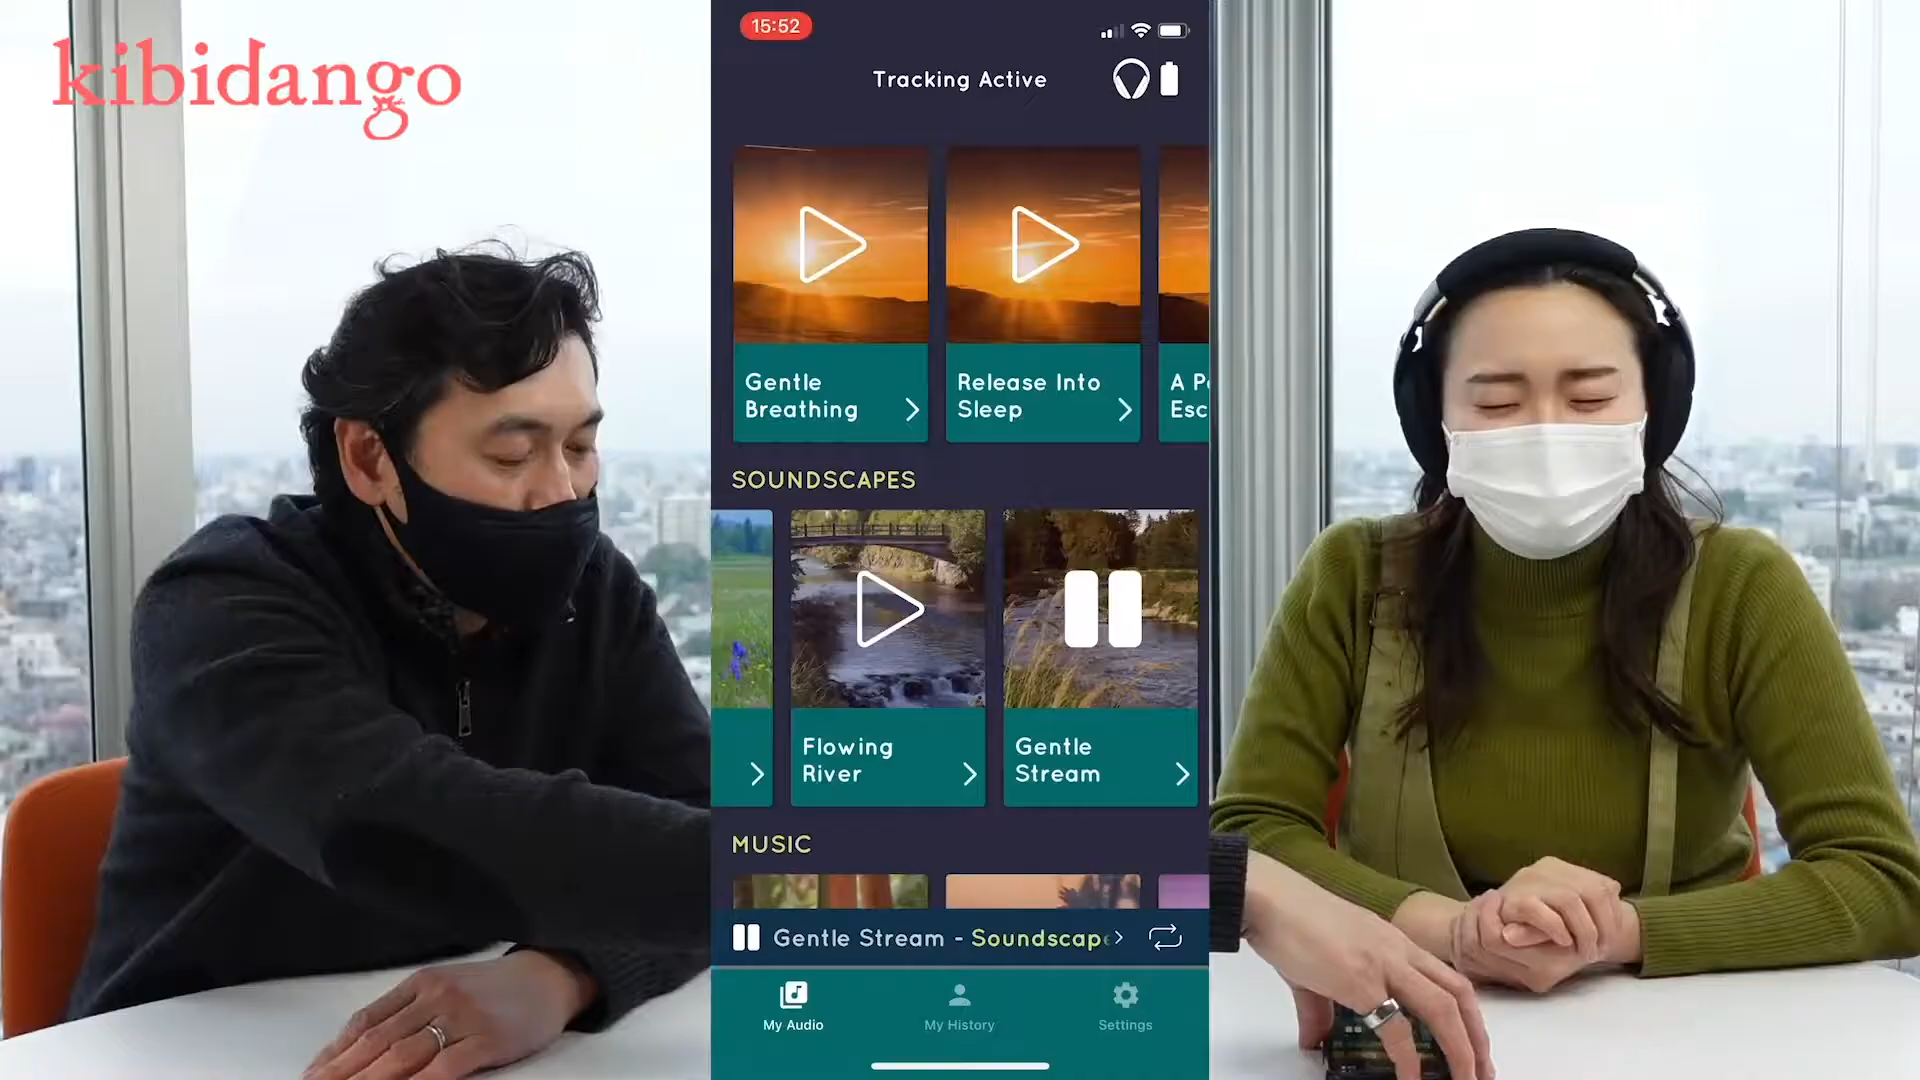 kibidango
15:52
Tracking Active
Gentle
Breathing
Release Into
Sleep
A P
Esc
SOUNDSCAPES
Flowing
River
Gentle
Stream
MUSIC
Gentle Stream - Soundscap
My Audio
My History
Settings